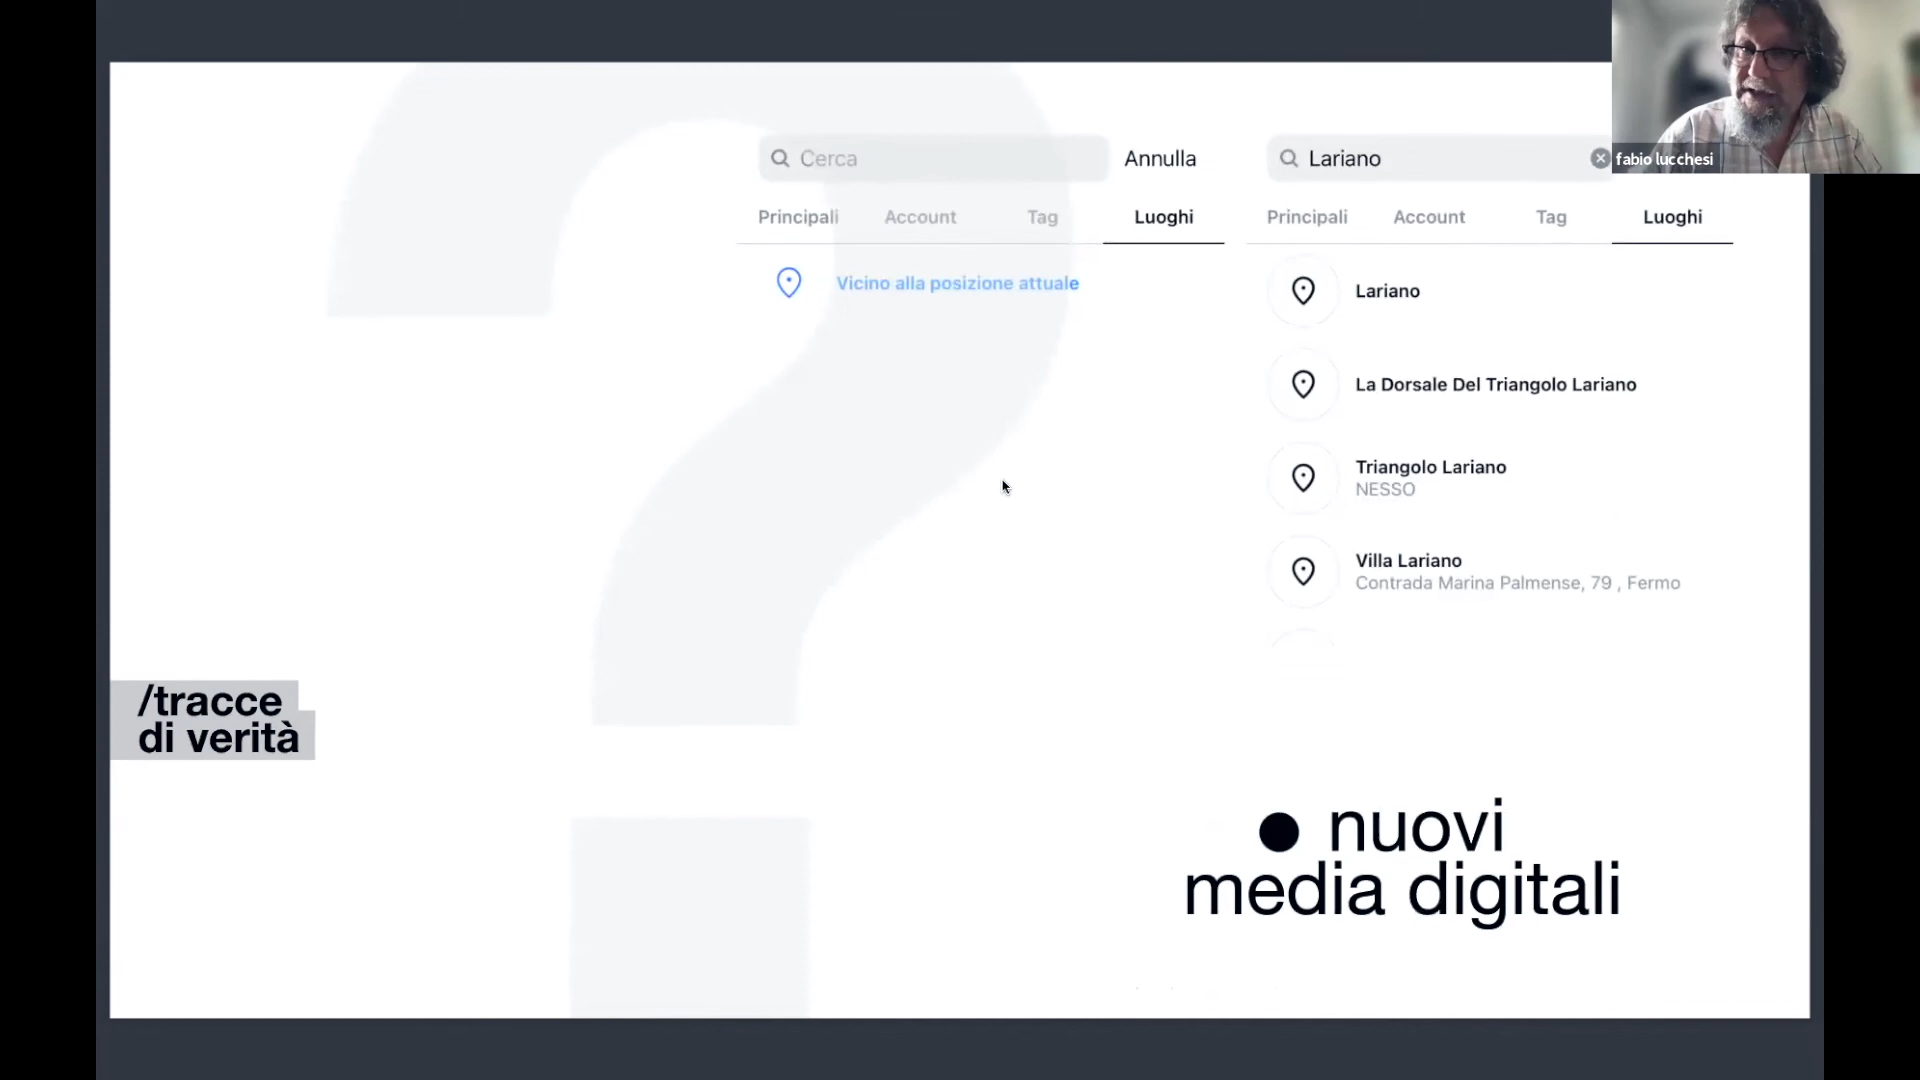 fabio lucchesi
Cerca
Annulla
Principali Account Tag Luoghi
Vicino alla posizione attuale
Lariano
Principali Account Tag Luoghi
Lariano
La Dorsale Del Triangolo Lariano
Triangolo Lariano
NESSO
Villa Lariano
Contrada Marina Palmense, 79 , Fermo
/tracce
di verità
● nuovi
media digitali